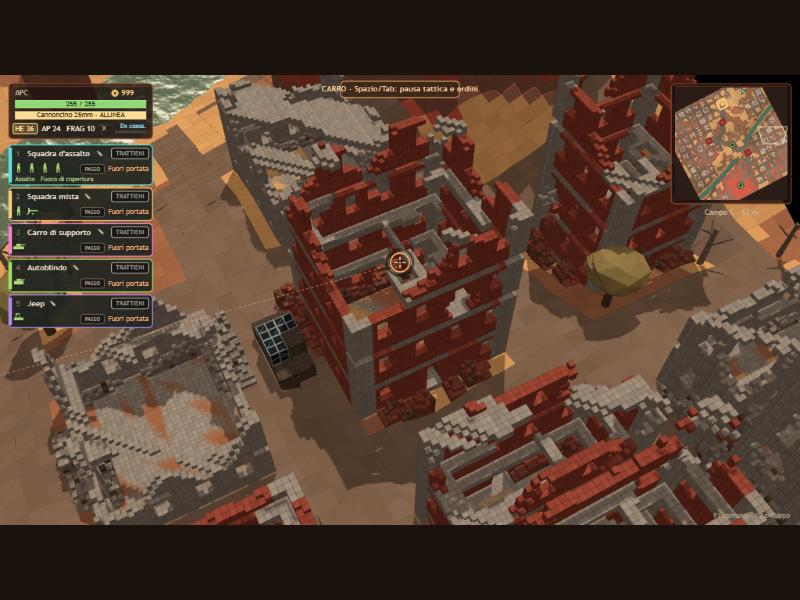 APC 999
255 / 255
Cannoncino 25mm - ALLINEA
HE 36 AP 24 FRAG 10 X
1 Squadra d'assalto TRATTIENI
PASSO Fuori portata
Assalto Fuoco di copertura
2 Squadra mista TRATTIENI
PASSO Fuori portata
3 Carro di supporto TRATTIENI
PASSO Fuori portata
4 Autoblindo TRATTIENI
PASSO Fuori portata
5 Jeep TRATTIENI
PASSO Fuori portata
CARRO - Spazio/Tab: pausa tattica e ordini
Campo